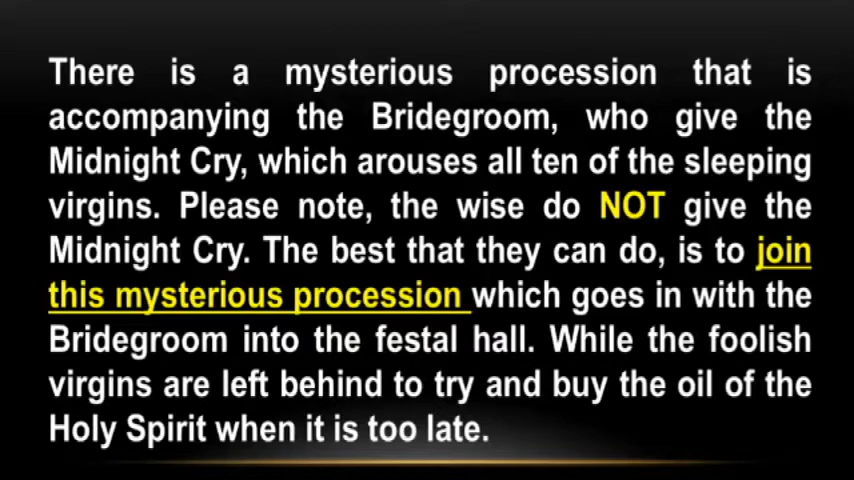 There is a mysterious procession that is
accompanying the Bridegroom, who give the
Midnight Cry, which arouses all ten of the sleeping
virgins. Please note, the wise do NOT give the
Midnight Cry. The best that they can do, is to join
this mysterious procession which goes in with the
Bridegroom into the festal hall. While the foolish
virgins are left behind to try and buy the oil of the
Holy Spirit when it is too late.